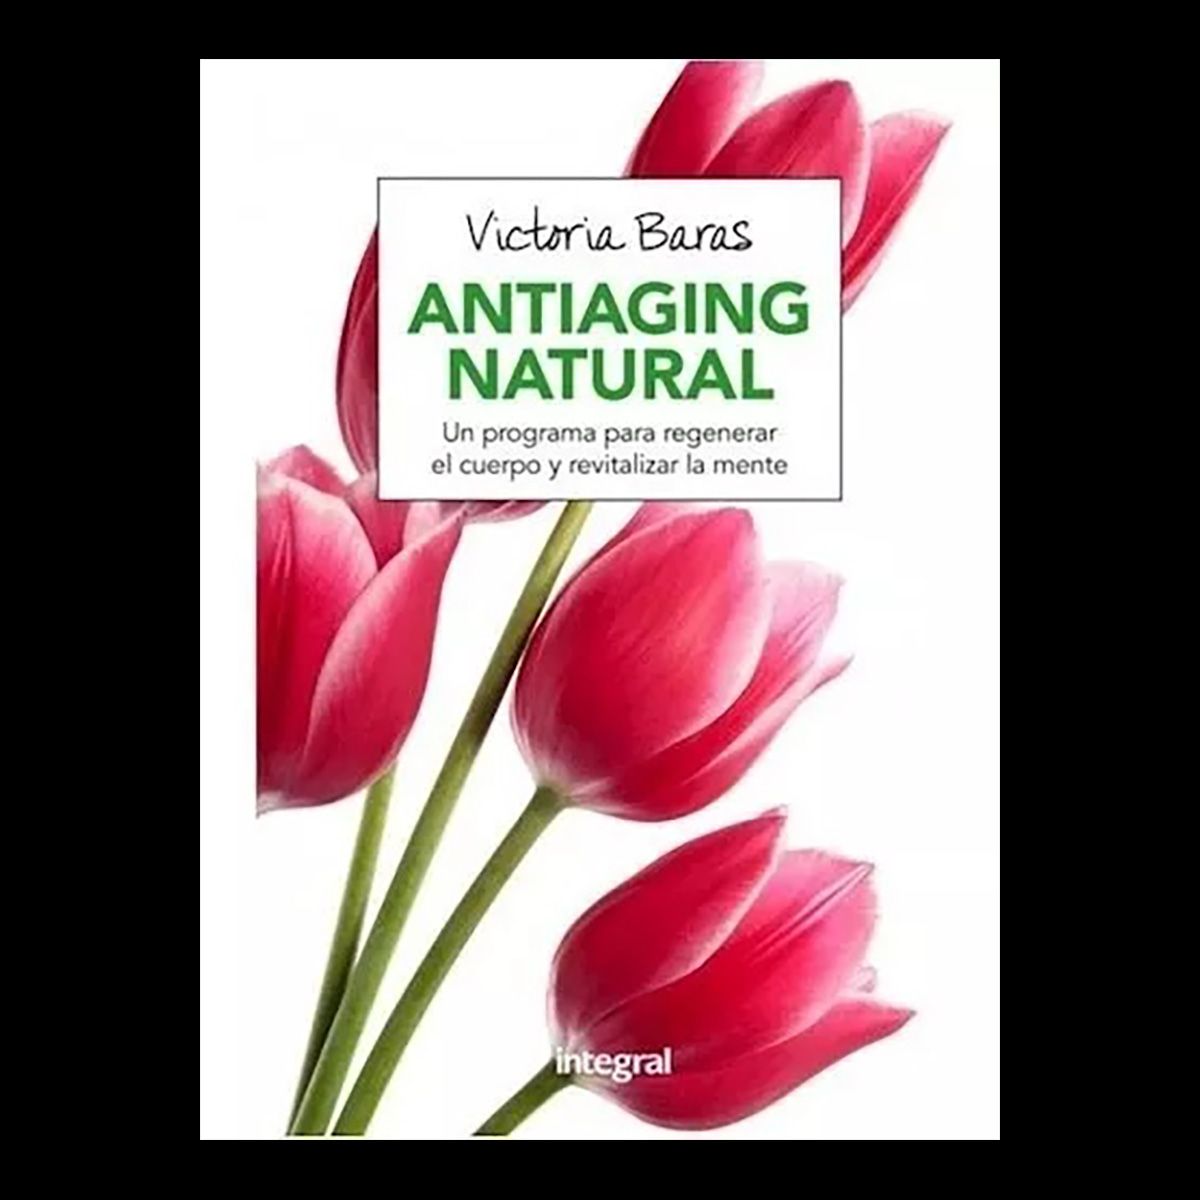 Victoria Baras
ANTIAGING
NATURAL
Un programa para regenerar
el cuerpo y revitalizar la mente
integral